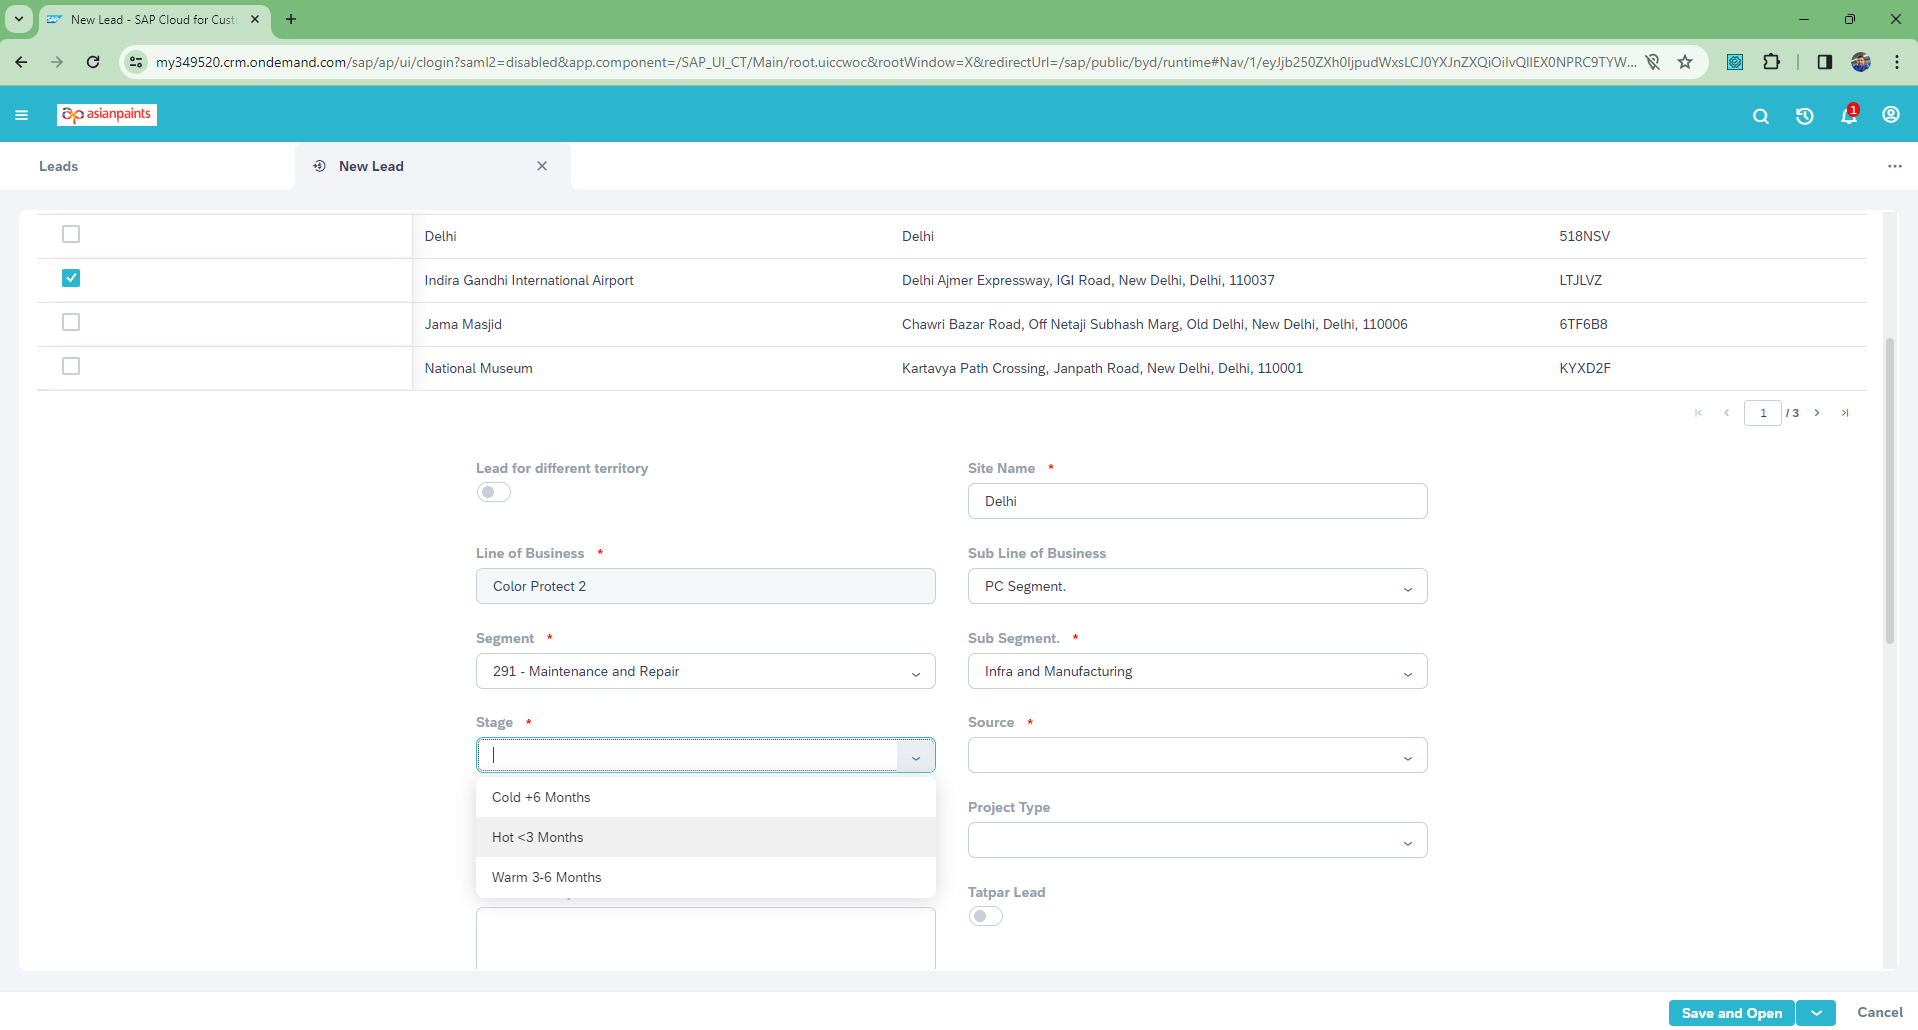 New Lead - SAP Cloud for Cust
my349520.crm.ondemand.com/sap/ap/ui/clogin?saml2=disabled&app.component=/SAP_UI_CT/Main/root.uiccwoc&rootWindow=X&redirectUrl=/sap/public/byd/runtime#Nav/1/eyJjb250ZXh0IjpudWxsLCJ0YXJnZXQiOiIvQllEX0NPRC9TYW...
asianpaints
1
Leads
New Lead
Delhi Delhi 518NSV
Indira Gandhi International Airport Delhi Ajmer Expressway, IGI Road, New Delhi, Delhi, 110037 LTJLVZ
Jama Masjid Chawri Bazar Road, Off Netaji Subhash Marg, Old Delhi, New Delhi, Delhi, 110006 6TF6B8
National Museum Kartavya Path Crossing, Janpath Road, New Delhi, Delhi, 110001 KYXD2F
1 / 3
Lead for different territory
Site Name *
Delhi
Line of Business *
Color Protect 2
Sub Line of Business
PC Segment.
Segment *
291 - Maintenance and Repair
Sub Segment. *
Infra and Manufacturing
Stage *
Source *
Cold +6 Months
Hot <3 Months
Warm 3-6 Months
Project Type
Tatpar Lead
Save and Open
Cancel